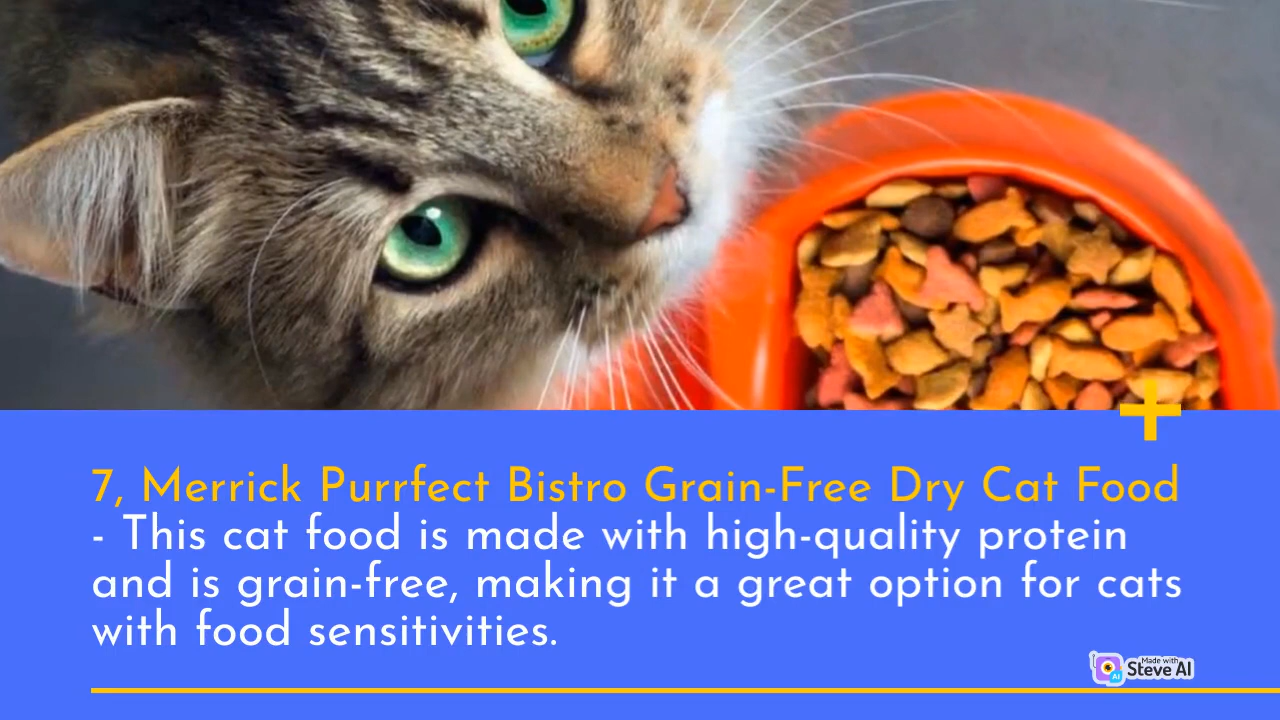 7, Merrick Purrfect Bistro Grain-Free Dry Cat Food
- This cat food is made with high-quality protein
and is grain-free, making it a great option for cats
with food sensitivities.
Made with
Steve AI
AI